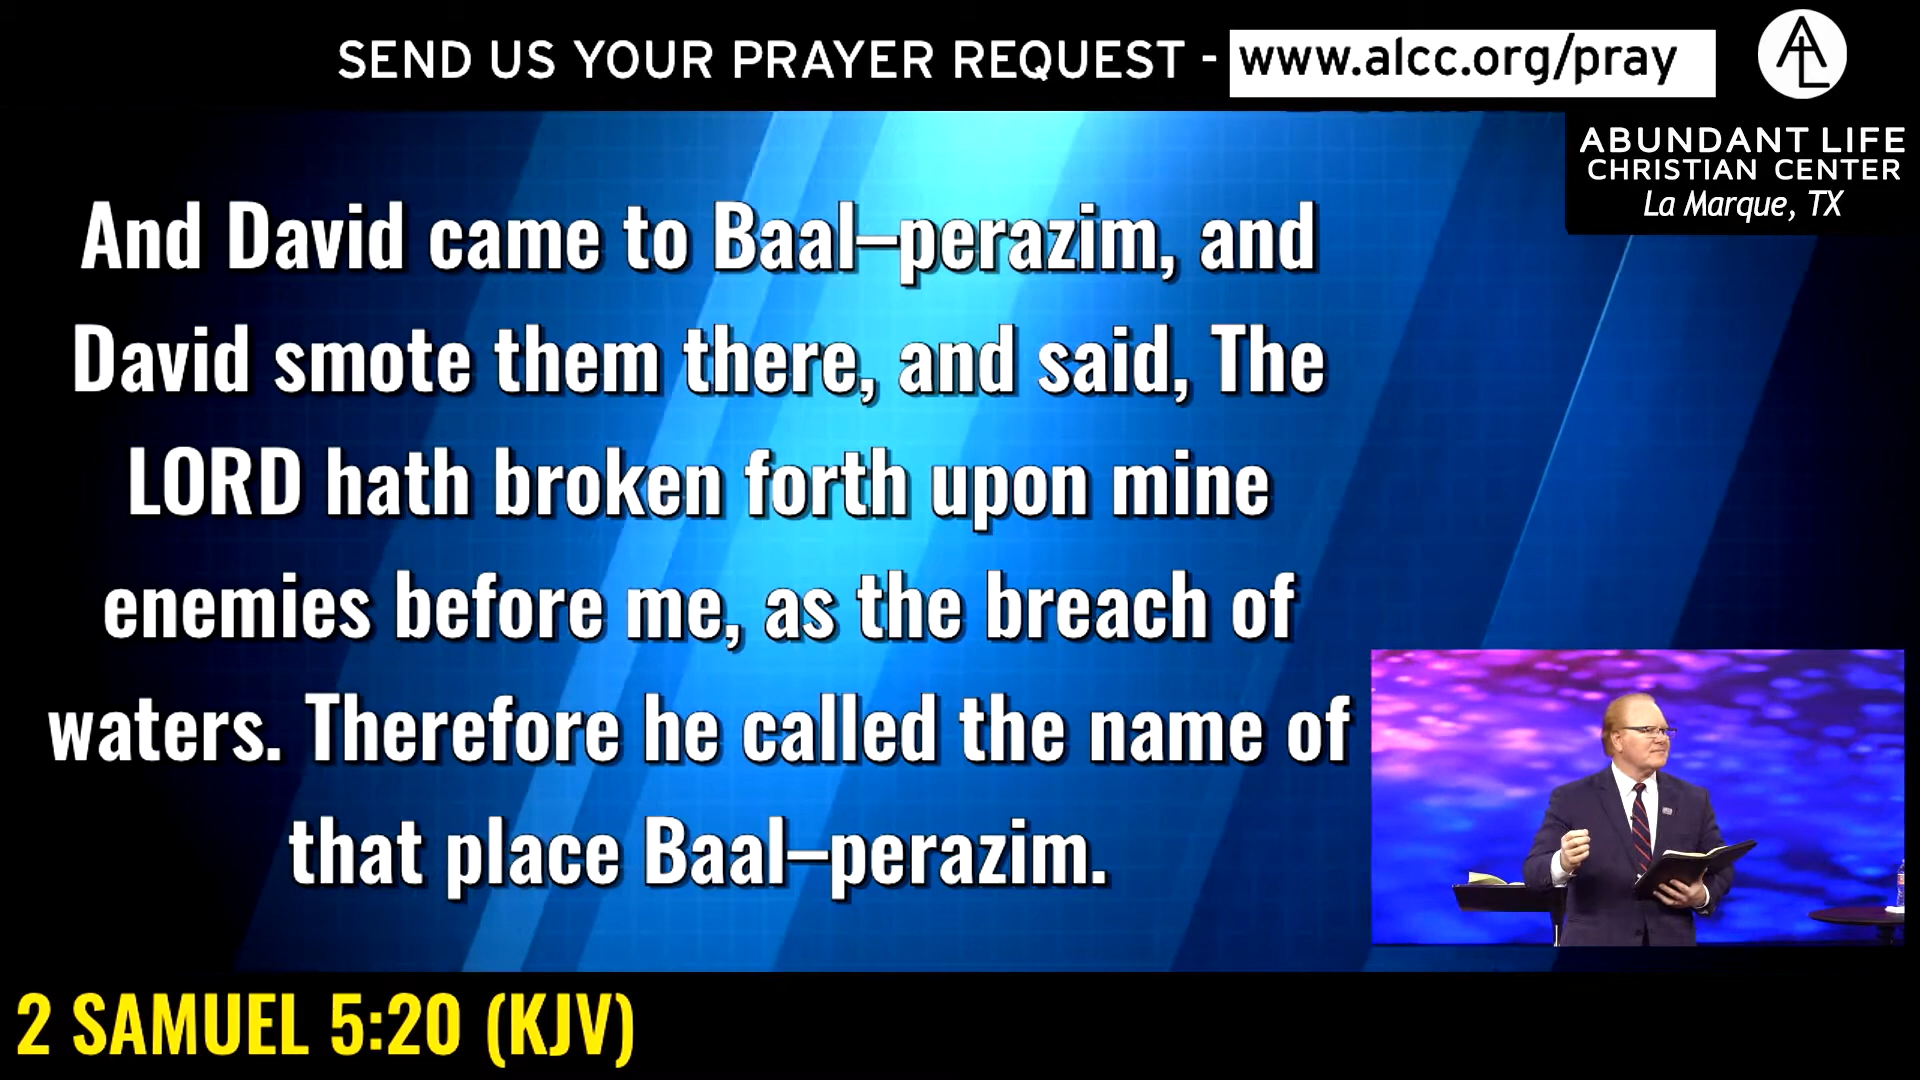 SEND US YOUR PRAYER REQUEST - www.alcc.org/pray
ABUNDANT LIFE
CHRISTIAN CENTER
La Marque, TX
And David came to Baal–perazim, and
David smote them there, and said, The
LORD hath broken forth upon mine
enemies before me, as the breach of
waters. Therefore he called the name of
that place Baal–perazim.
2 SAMUEL 5:20 (KJV)